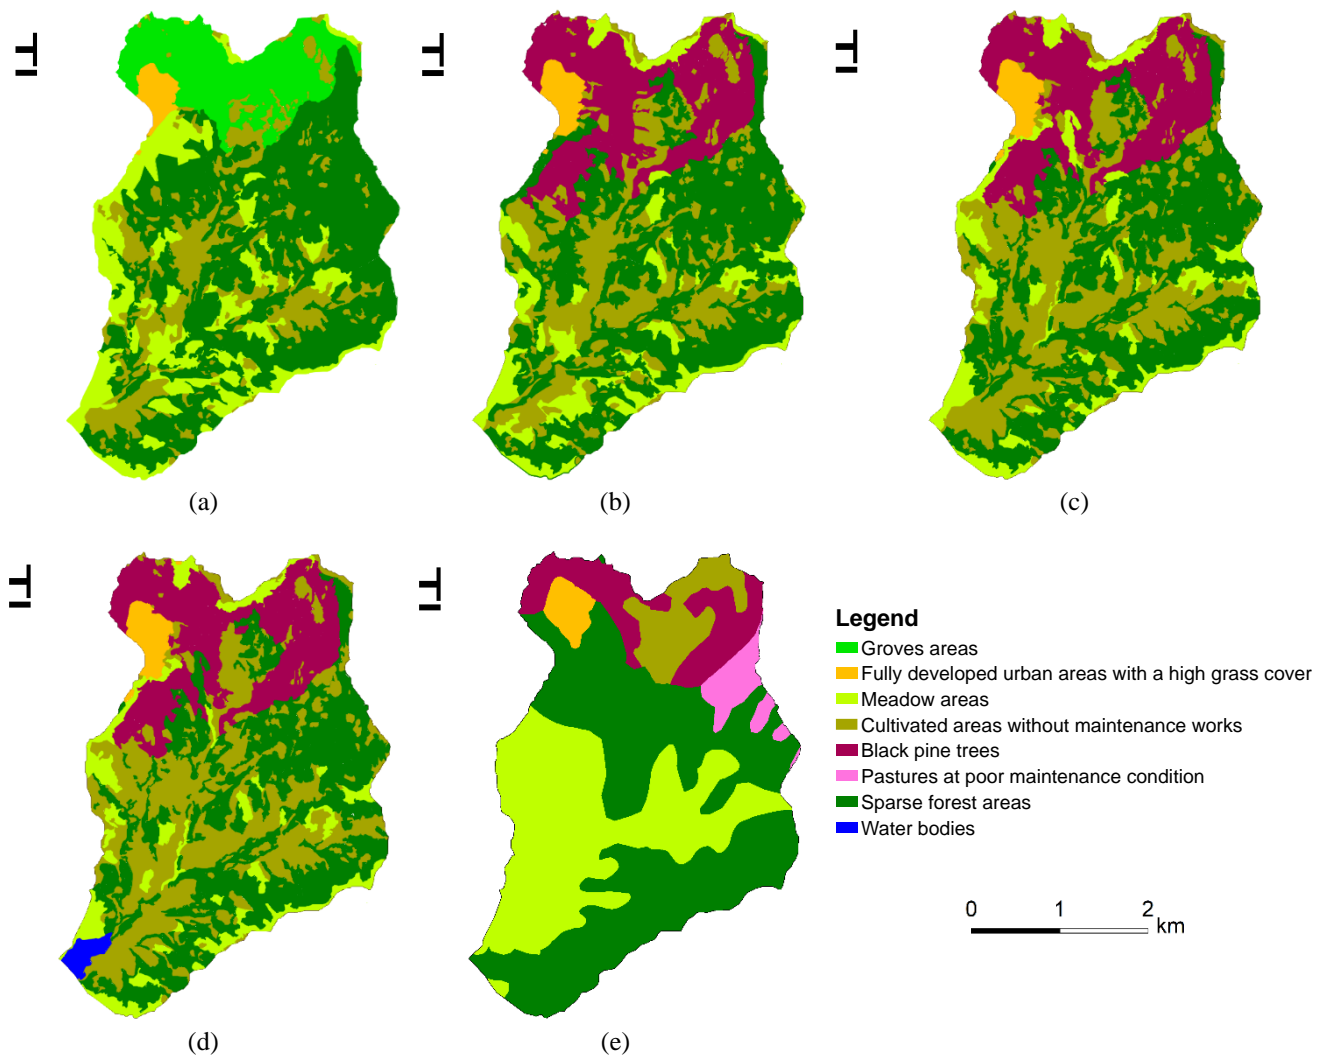 (a)
(b)
(c)
(d)
(e)
Legend
Groves areas
Fully developed urban areas with a high grass cover
Meadow areas
Cultivated areas without maintenance works
Black pine trees
Pastures at poor maintenance condition
Sparse forest areas
Water bodies
0 1 2
km